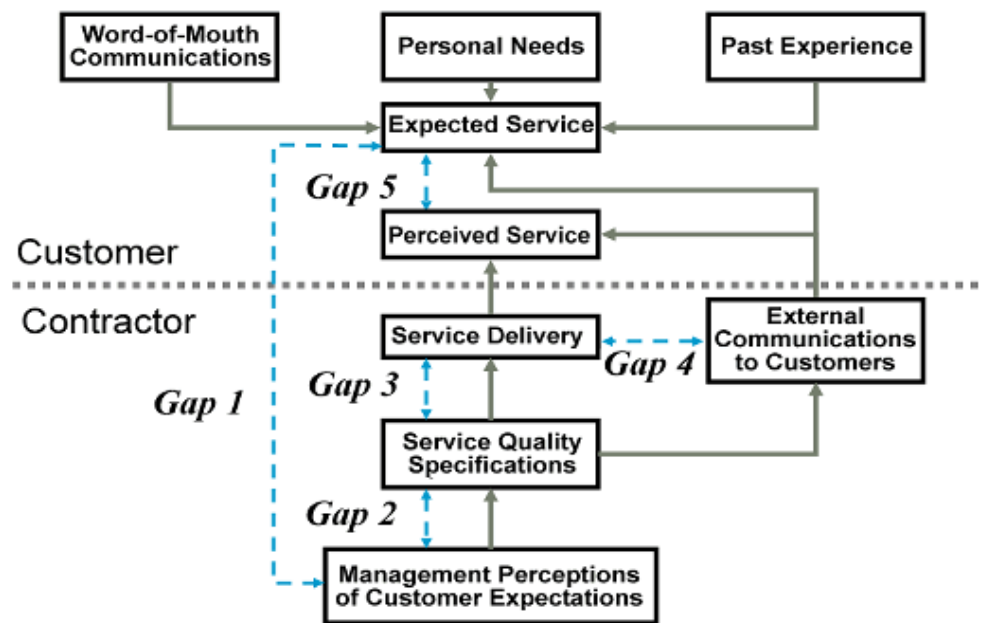 Word-of-Mouth
Communications
Personal Needs
Past Experience
Expected Service
Gap 5
Perceived Service
Customer
Contractor
Service Delivery
External
Communications
to Customers
Gap 4
Gap 3
Gap 1
Service Quality
Specifications
Gap 2
Management Perceptions
of Customer Expectations